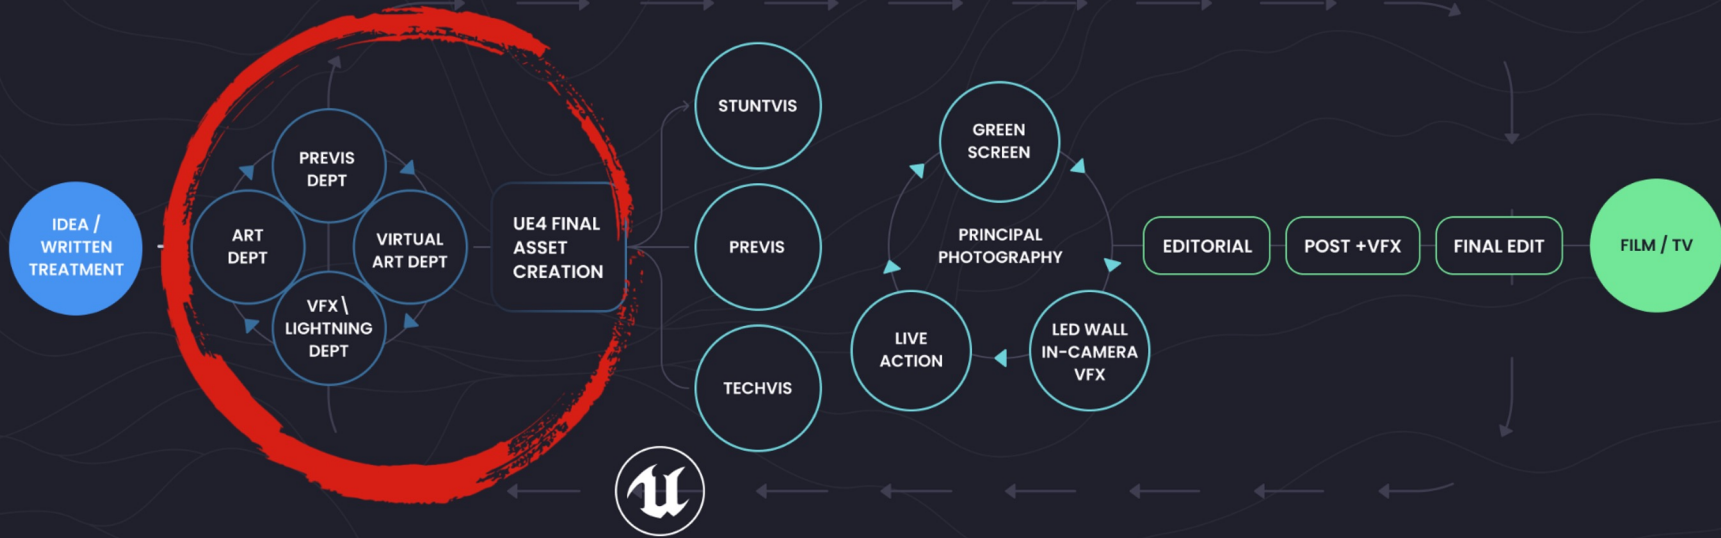 IDEA /
WRITTEN
TREATMENT
PREVIS
DEPT
ART
DEPT
VIRTUAL
ART DEPT
VFX\
LIGHTNING
DEPT
UE4 FINAL
ASSET
CREATION
STUNTVIS
PREVIS
TECHVIS
GREEN
SCREEN
PRINCIPAL
PHOTOGRAPHY
LIVE
ACTION
LED WALL
IN-CAMERA
VFX
EDITORIAL
POST +VFX
FINAL EDIT
FILM / TV